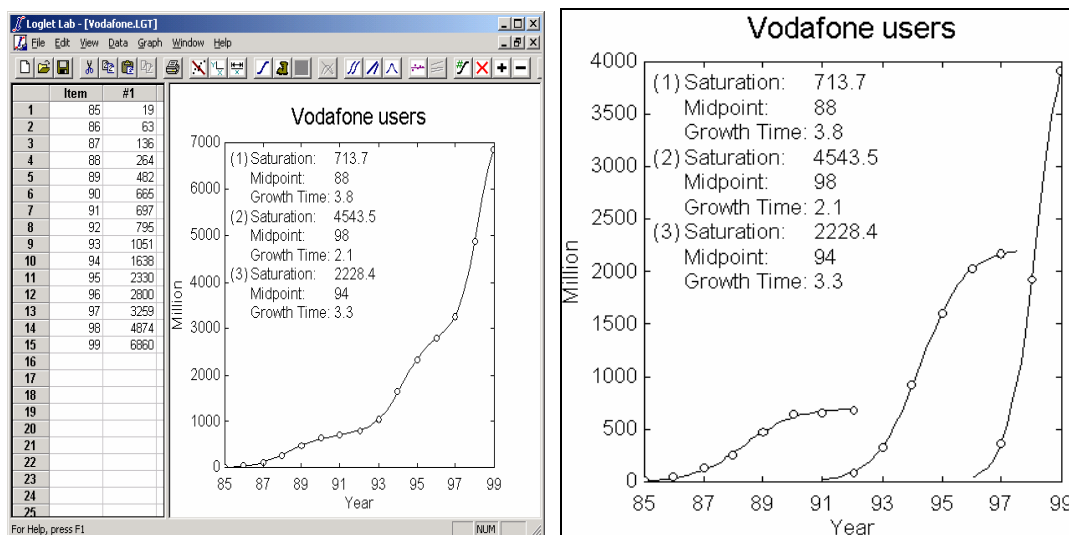 Loglet Lab - [Vodafone.LGT]
File Edit View Data Graph Window Help
Item #1
1 85 19
2 86 63
3 87 136
4 88 264
5 89 482
6 90 665
7 91 697
8 92 795
9 93 1051
10 94 1638
11 95 2330
12 96 2800
13 97 3259
14 98 4874
15 99 6860
16
17
18
19
20
21
22
23
24
25
For Help, press F1
NUM
Vodafone users
7000
6000
5000
4000
3000
2000
1000
0
Million
(1) Saturation: 713.7
Midpoint: 88
Growth Time: 3.8
(2) Saturation: 4543.5
Midpoint: 98
Growth Time: 2.1
(3) Saturation: 2228.4
Midpoint: 94
Growth Time: 3.3
85 87 89 91 93 95 97 99
Year
Vodafone users
4000
3500
3000
2500
2000
1500
1000
500
0
Million
(1) Saturation: 713.7
Midpoint: 88
Growth Time: 3.8
(2) Saturation: 4543.5
Midpoint: 98
Growth Time: 2.1
(3) Saturation: 2228.4
Midpoint: 94
Growth Time: 3.3
85 87 89 91 93 95 97 99
Year